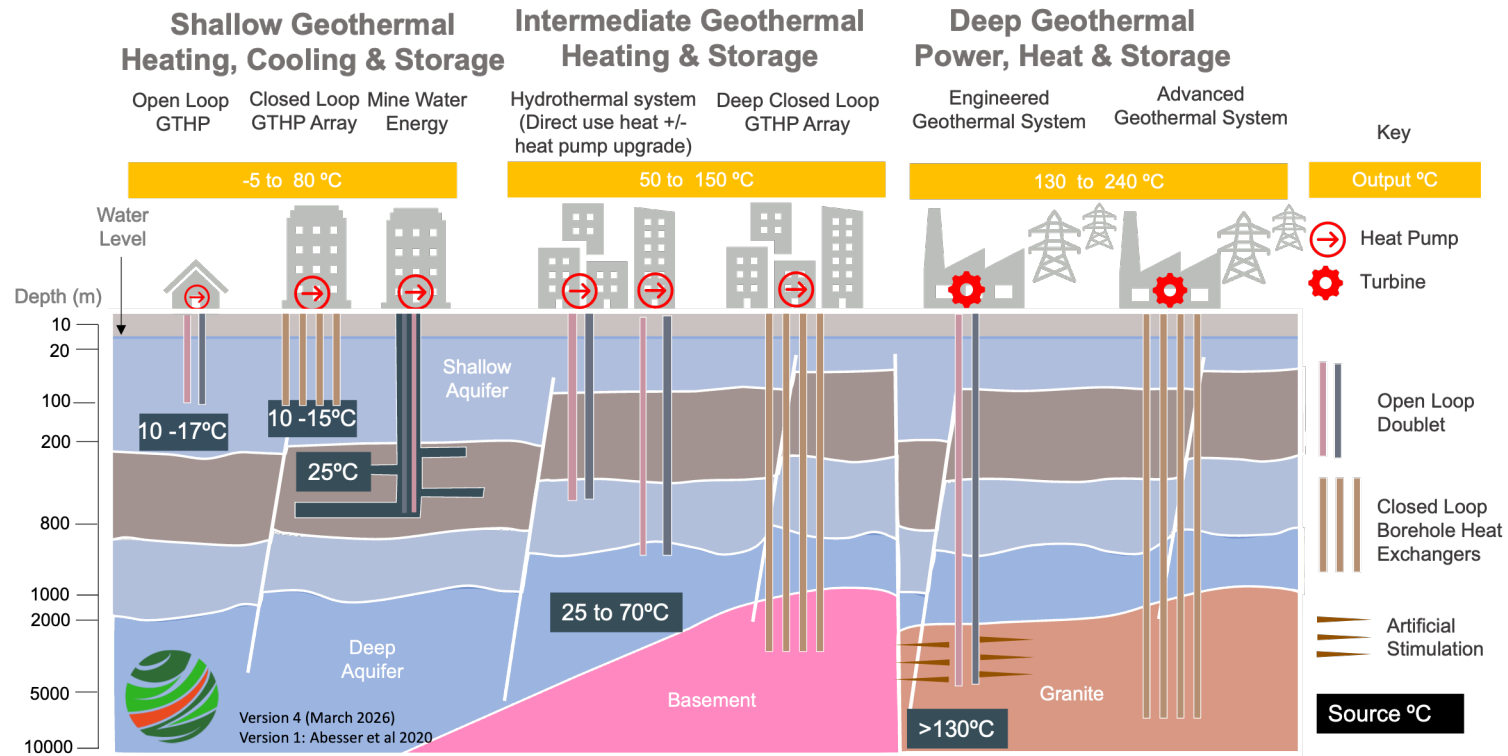 Shallow Geothermal
Heating, Cooling & Storage
Intermediate Geothermal
Heating & Storage
Deep Geothermal
Power, Heat & Storage
Open Loop
GTHP
Closed Loop
GTHP Array
Mine Water
Energy
Hydrothermal system
(Direct use heat +/-
heat pump upgrade)
Deep Closed Loop
GTHP Array
Engineered
Geothermal System
Advanced
Geothermal System
Key
-5 to 80 ºC
50 to 150 ºC
130 to 240 ºC
Output ºC
Water
Level
Heat Pump
Turbine
Depth (m)
10
20
100
200
800
1000
2000
5000
10000
Shallow
Aquifer
10 -17ºC
10 -15ºC
25ºC
25 to 70ºC
Deep
Aquifer
Basement
Granite
>130ºC
Version 4 (March 2026)
Version 1: Abesser et al 2020
Open Loop
Doublet
Closed Loop
Borehole Heat
Exchangers
Artificial
Stimulation
Source ºC